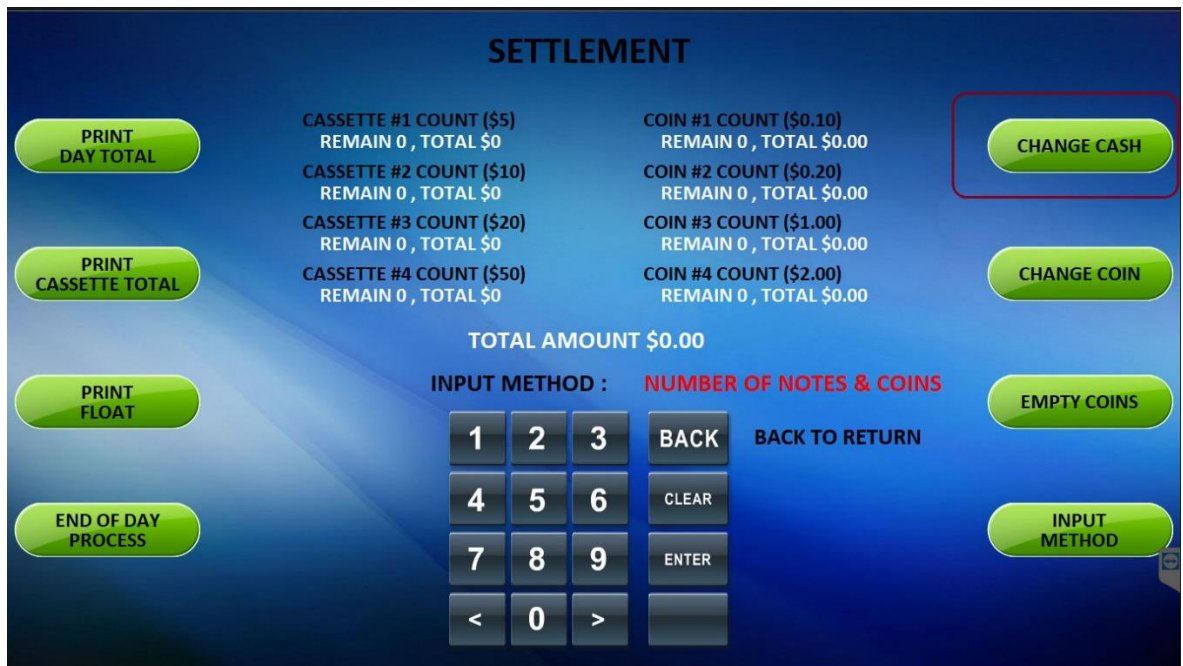 SETTLEMENT
PRINT
DAY TOTAL
PRINT
CASSETTE TOTAL
PRINT
FLOAT
END OF DAY
PROCESS
CASSETTE #1 COUNT ($5)
REMAIN 0 , TOTAL $0
CASSETTE #2 COUNT ($10)
REMAIN 0 , TOTAL $0
CASSETTE #3 COUNT ($20)
REMAIN 0 , TOTAL $0
CASSETTE #4 COUNT ($50)
REMAIN 0 , TOTAL $0
COIN #1 COUNT ($0.10)
REMAIN 0 , TOTAL $0.00
COIN #2 COUNT ($0.20)
REMAIN 0 , TOTAL $0.00
COIN #3 COUNT ($1.00)
REMAIN 0 , TOTAL $0.00
COIN #4 COUNT ($2.00)
REMAIN 0 , TOTAL $0.00
TOTAL AMOUNT $0.00
INPUT METHOD : NUMBER OF NOTES & COINS
1 2 3 BACK BACK TO RETURN
4 5 6 CLEAR
7 8 9 ENTER
< 0 >
CHANGE CASH
CHANGE COIN
EMPTY COINS
INPUT
METHOD